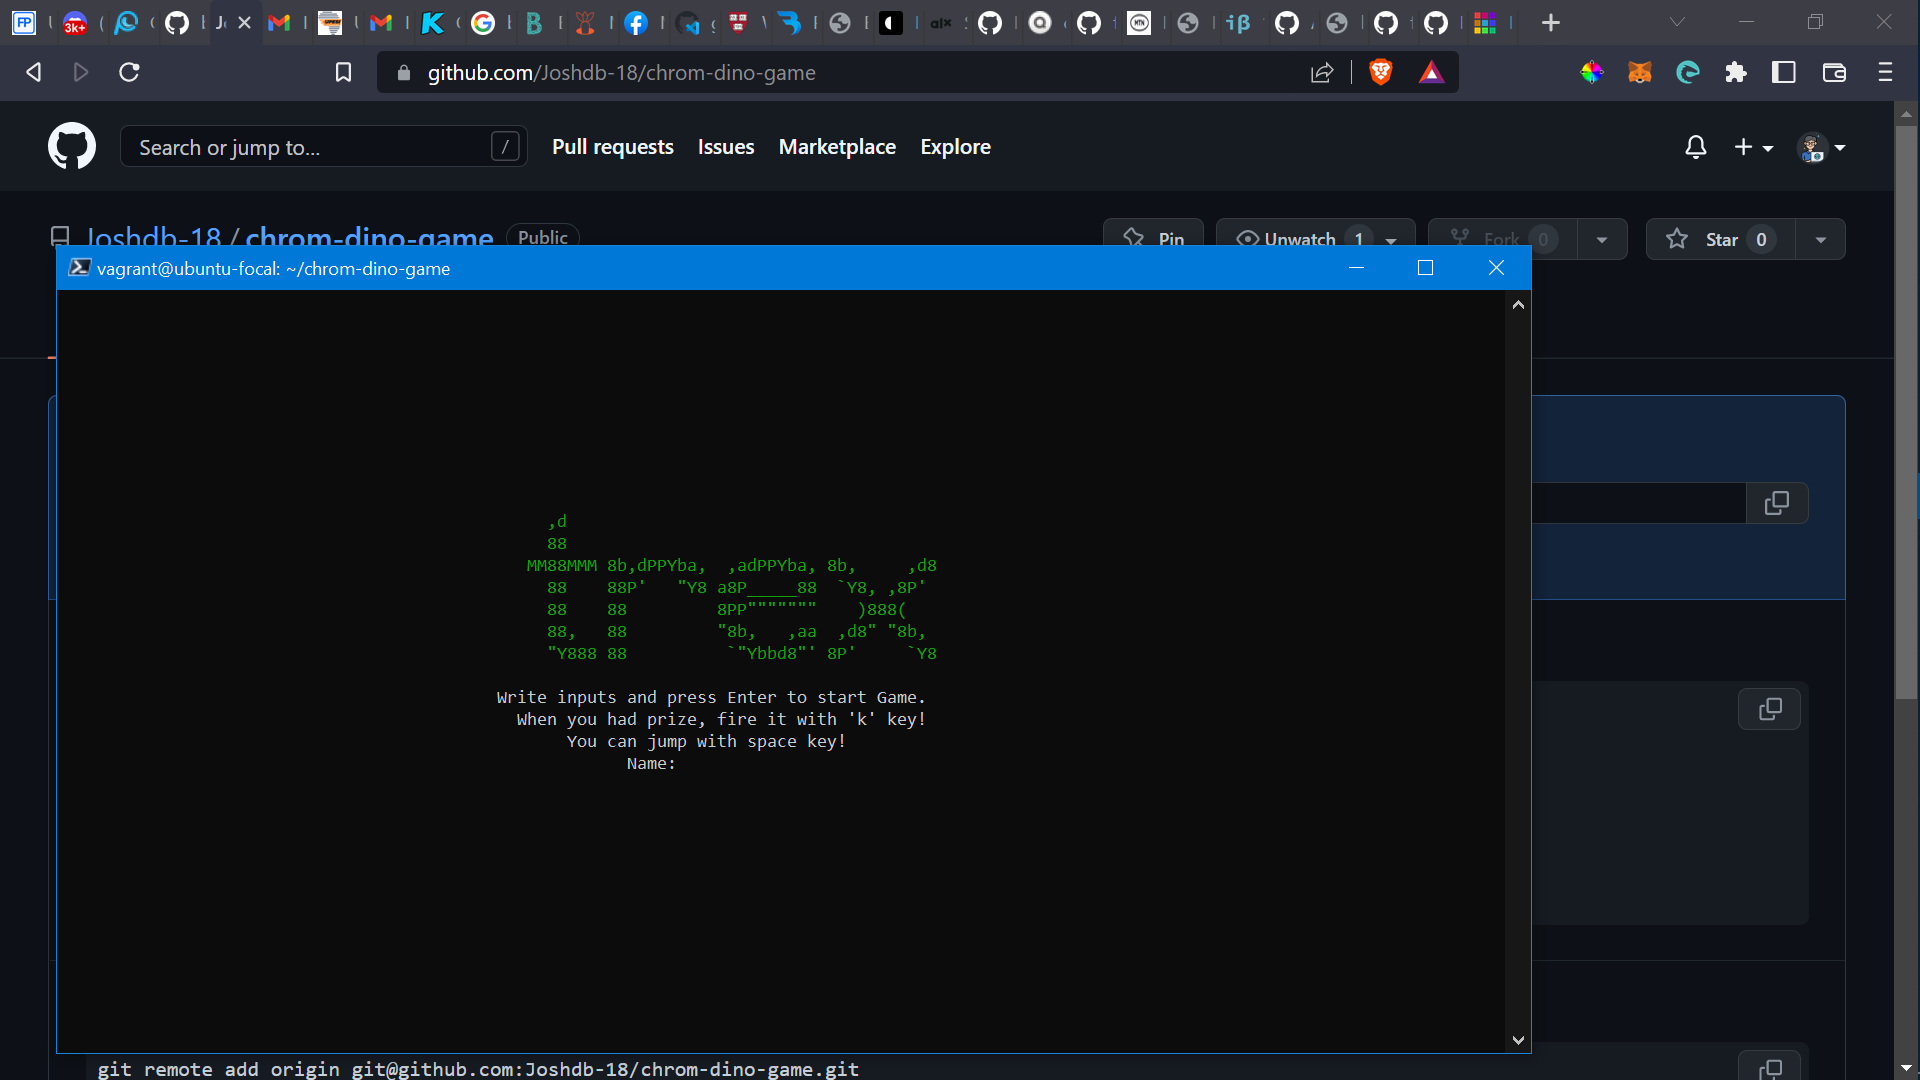 github.com/Joshdb-18/chrom-dino-game
Search or jump to... /
Pull requests Issues Marketplace Explore
Joshdb-18 / chrom-dino-game Public
Pin Unwatch 1 Fork 0 Star 0
vagrant@ubuntu-focal: ~/chrom-dino-game
,d
88
MM88MMM 8b,dPPYba,  ,adPPYba, 8b,     ,d8
88     88P'   "Y8 a8P_____88  `Y8, ,8P'
88     88         8PP"""""""    )888(
88,    88         "8b,   ,aa  ,d8" "8b,
"Y888 88          `"Ybbd8"' 8P'     `Y8
Write inputs and press Enter to start Game.
When you had prize, fire it with 'k' key!
You can jump with space key!
Name:
git remote add origin git@github.com:Joshdb-18/chrom-dino-game.git